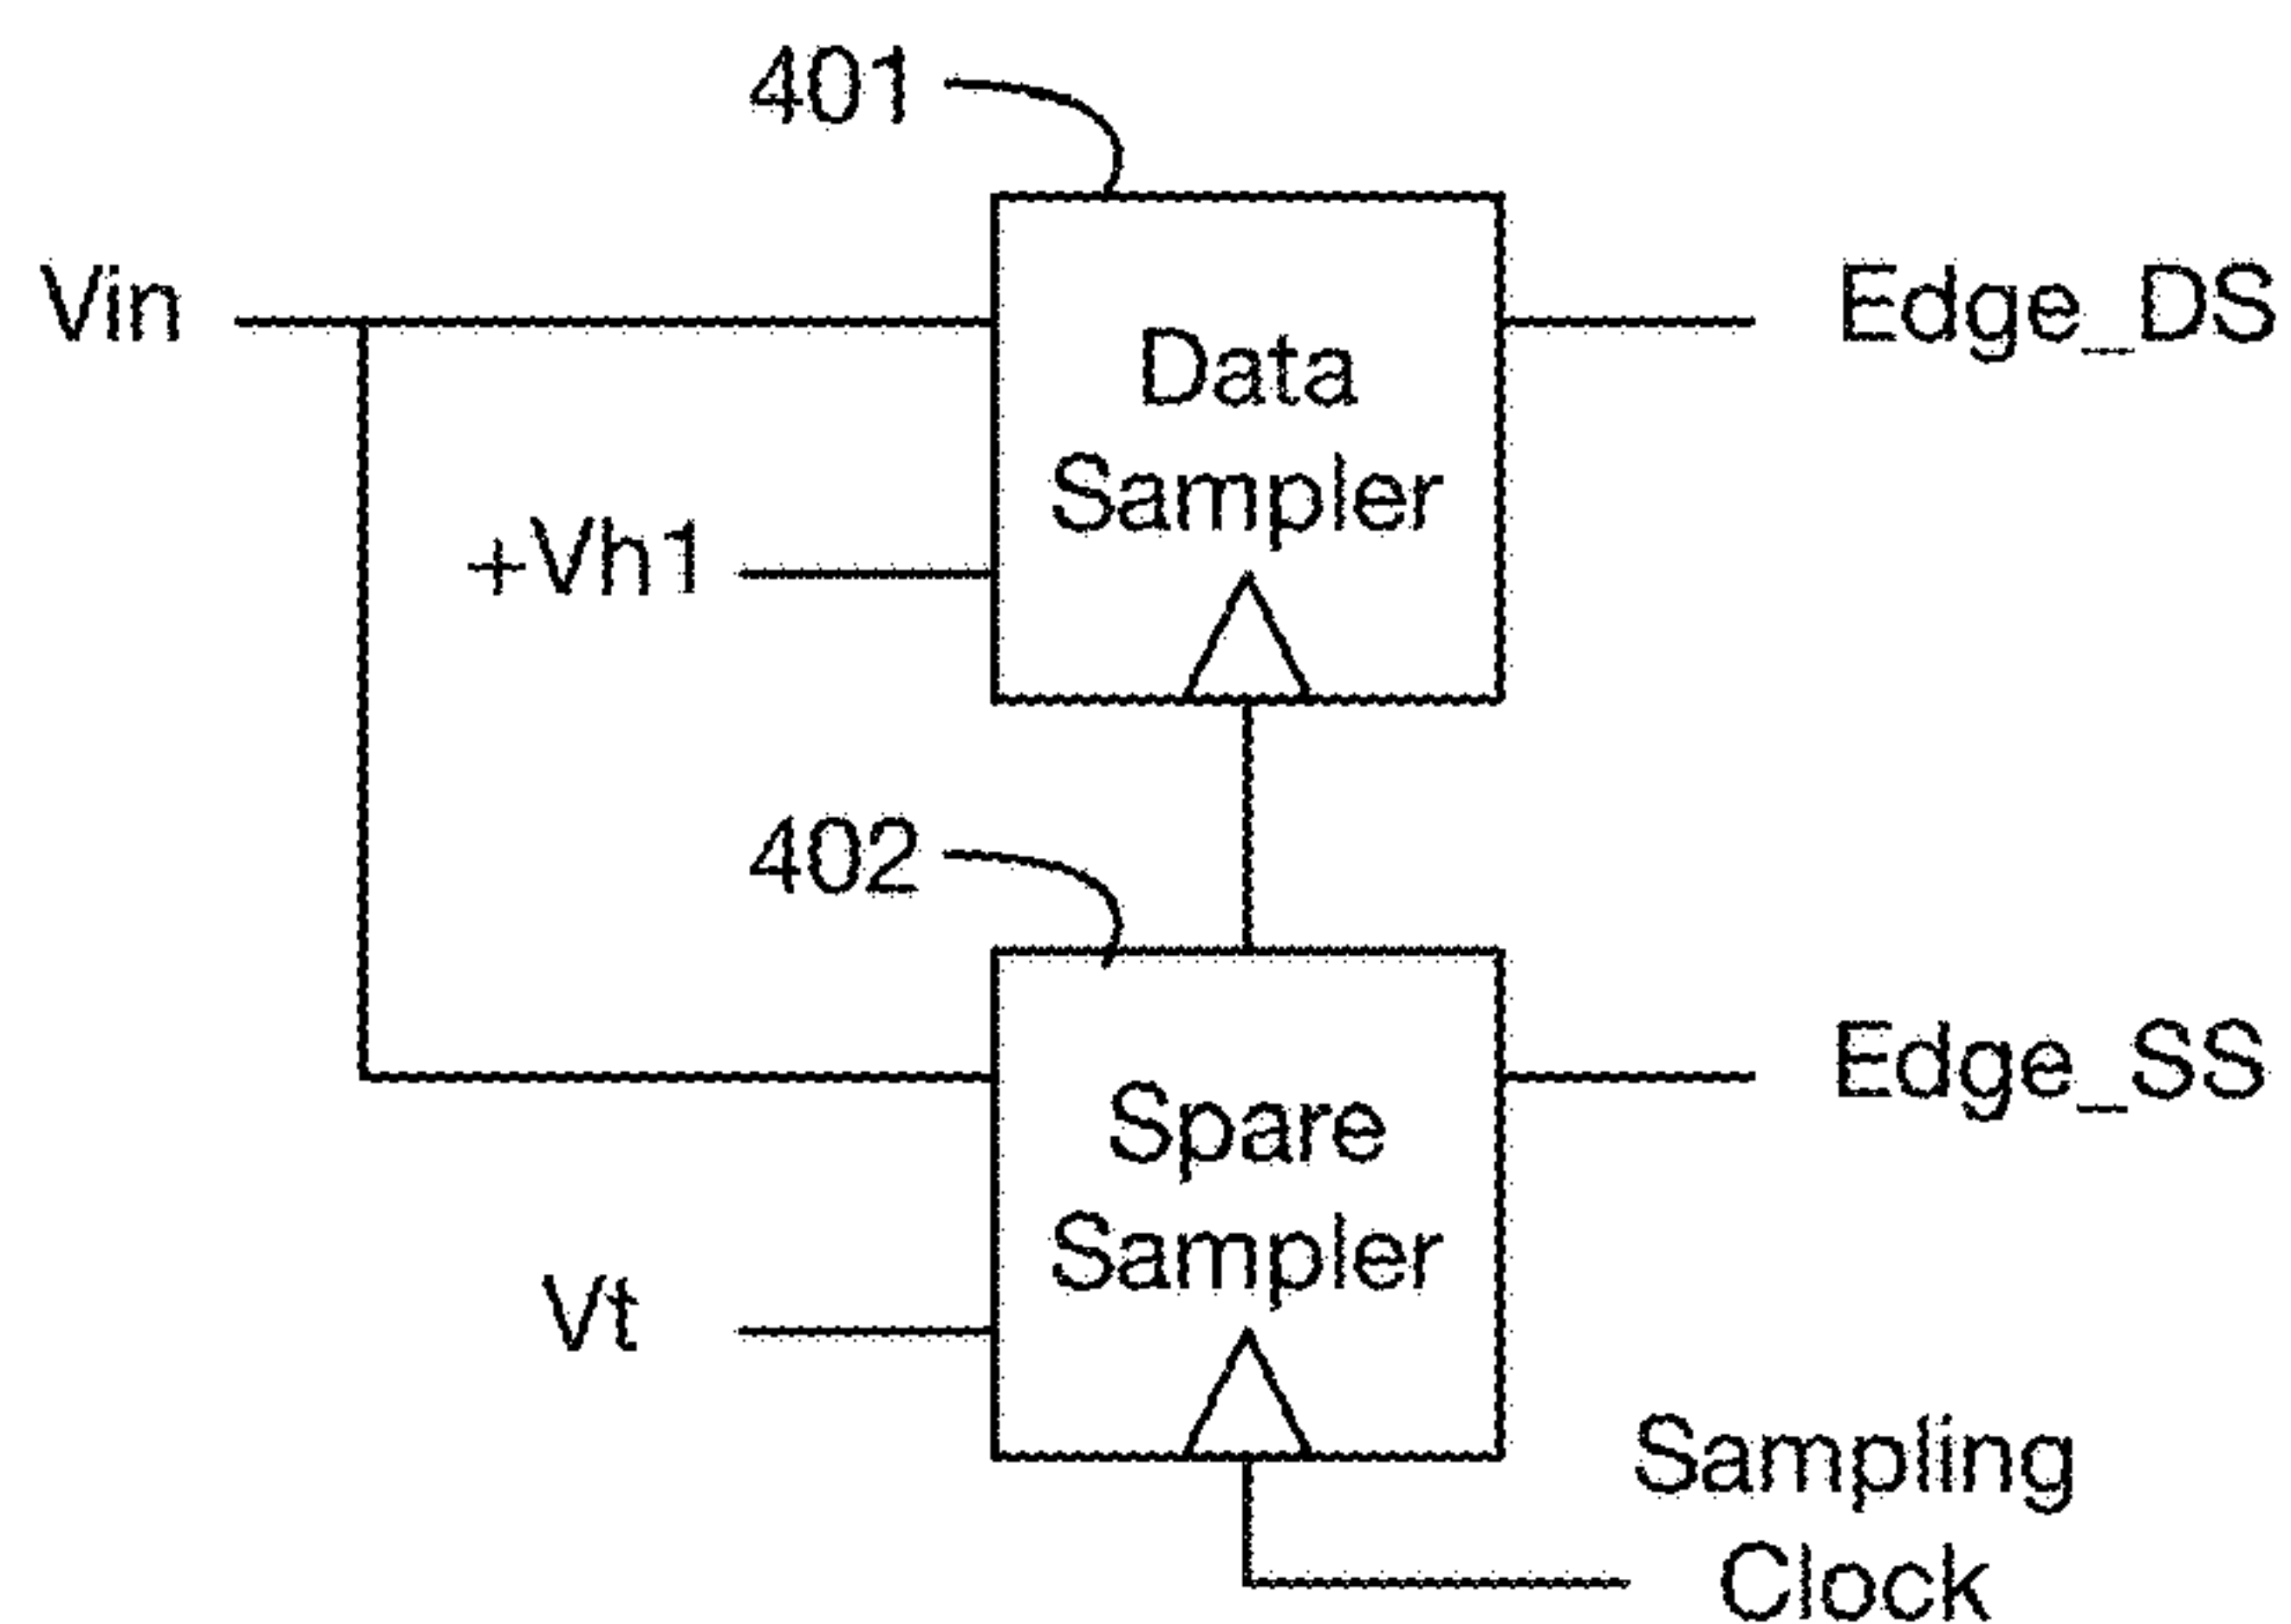 401
Vin
Edge_DS
Data
Sampler
+Vh1
402
Edge_SS
Spare
Sampler
Vt
Sampling
Clock